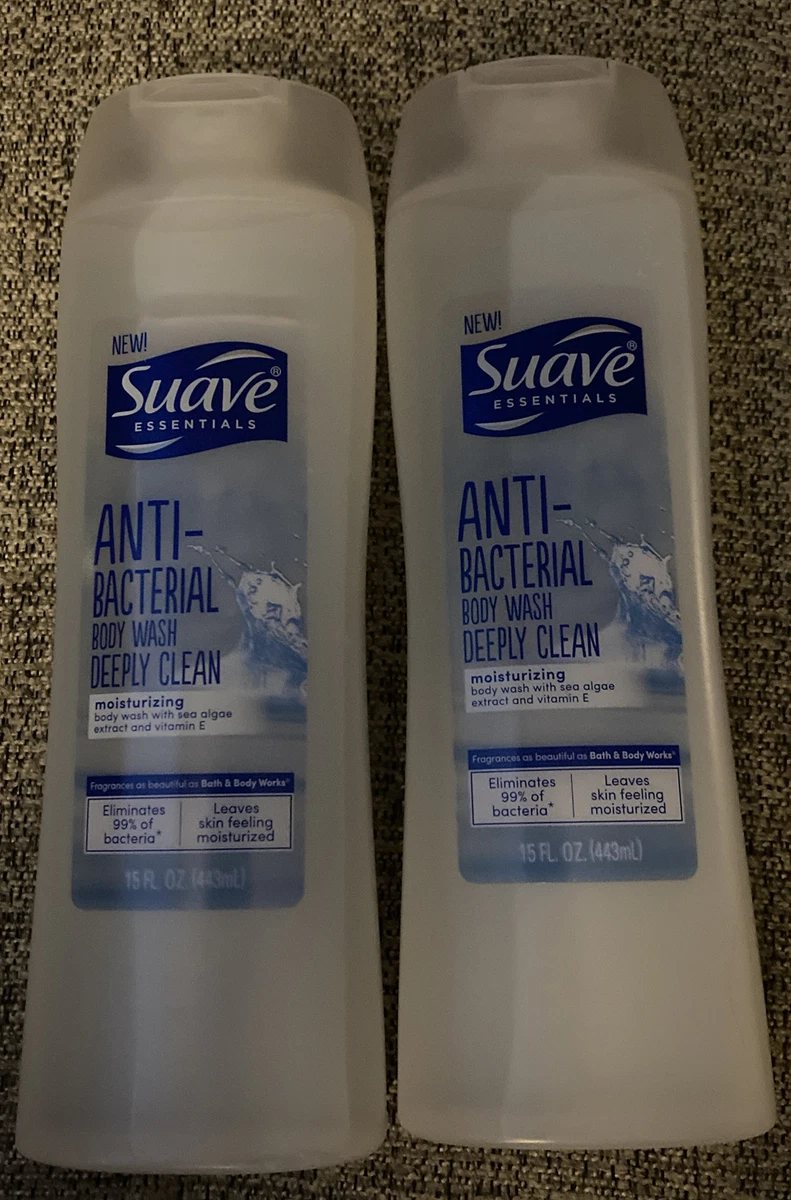 NEW!
Suave®
ESSENTIALS
ANTI-
BACTERIAL
BODY WASH
DEEPLY CLEAN
moisturizing
body wash with sea algae
extract and vitamin E
Fragrances as beautiful as Bath & Body Works*
Eliminates
99% of
bacteria*
Leaves
skin feeling
moisturized
15 FL. OZ. (443mL)
NEW!
Suave®
ESSENTIALS
ANTI-
BACTERIAL
BODY WASH
DEEPLY CLEAN
moisturizing
body wash with sea algae
extract and vitamin E
Fragrances as beautiful as Bath & Body Works*
Eliminates
99% of
bacteria*
Leaves
skin feeling
moisturized
15 FL. OZ. (443mL)